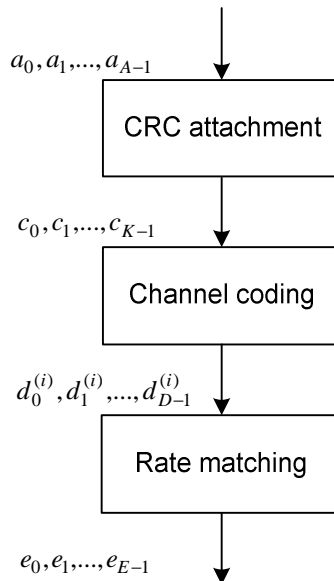 a_0, a_1,..., a_{A-1}
CRC attachment
c_0, c_1,..., c_{K-1}
Channel coding
d_0^{(i)}, d_1^{(i)},..., d_{D-1}^{(i)}
Rate matching
e_0, e_1,..., e_{E-1}